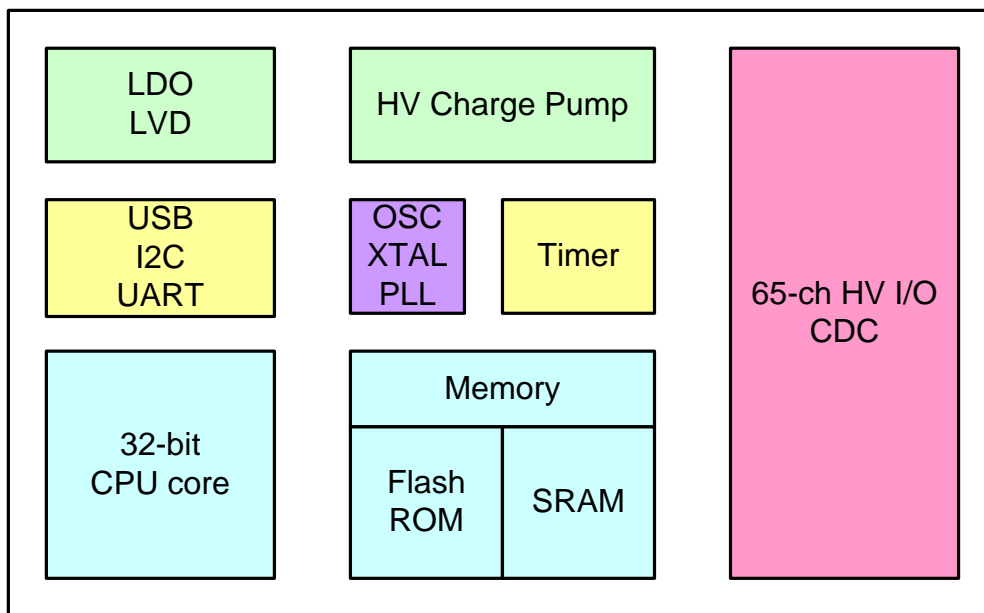 LDO
LVD
HV Charge Pump
USB
I2C
UART
OSC
XTAL
PLL
Timer
65-ch HV I/O
CDC
32-bit
CPU core
Memory
Flash
ROM
SRAM